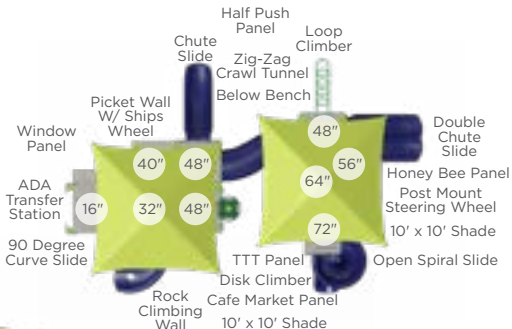 Half Push
Panel
Loop
Climber
Chute
Slide
Zig-Zag
Crawl Tunnel
Below Bench
Picket Wall
W/ Ships
Wheel
Window
Panel
ADA
Transfer
Station
90 Degree
Curve Slide
40"
48"
16"
32"
48"
48"
56"
64"
72"
Double
Chute
Slide
Honey Bee Panel
Post Mount
Steering Wheel
10' x 10' Shade
Open Spiral Slide
TTT Panel
Disk Climber
Cafe Market Panel
10' x 10' Shade
Rock
Climbing
Wall